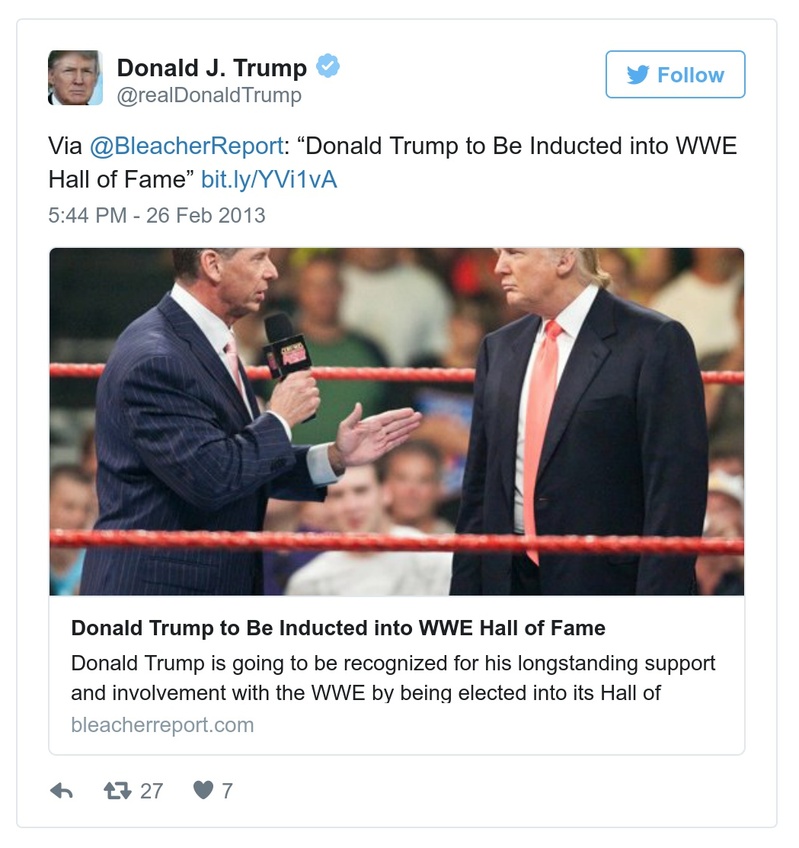 Donald J. Trump
@realDonaldTrump
Follow
Via @BleacherReport: “Donald Trump to Be Inducted into WWE
Hall of Fame” bit.ly/YVi1vA
5:44 PM - 26 Feb 2013
Donald Trump to Be Inducted into WWE Hall of Fame
Donald Trump is going to be recognized for his longstanding support
and involvement with the WWE by being elected into its Hall of
bleacherreport.com
27
7